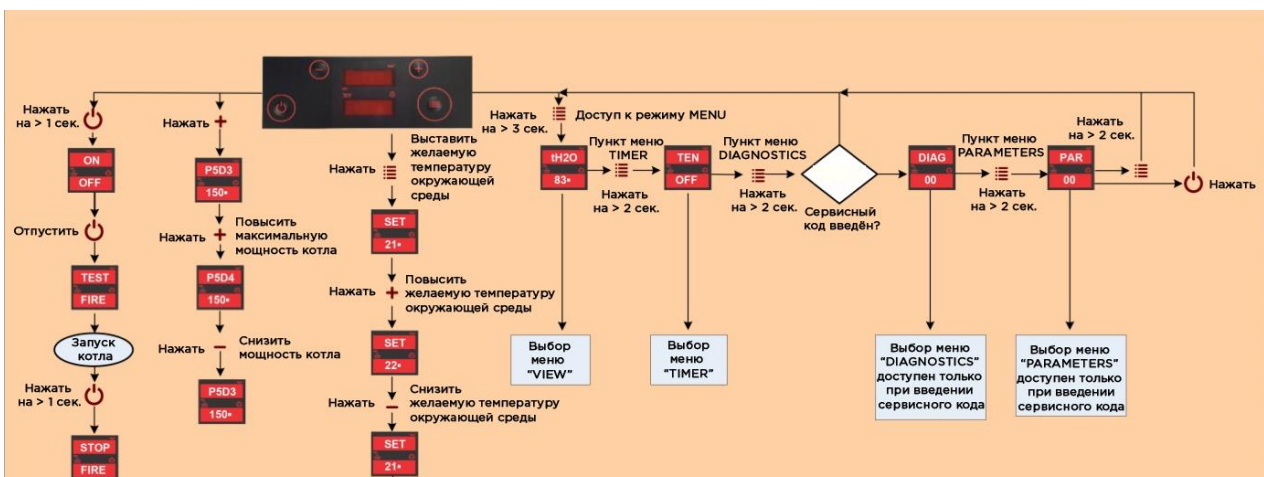 Нажать
на > 1 сек.
ON
OFF
Отпустить
TEST
FIRE
Запуск
котла
Нажать
на > 1 сек.
STOP
FIRE
Нажать
P5D3
150•
Нажать
Повысить
максимальную
мощность котла
P5D4
150•
Нажать
Снизить
мощность котла
P5D3
150•
Нажать
Выставить
желаемую
температуру
окружающей
среды
SET
21•
Нажать
Повысить
желаемую температуру
окружающей среды
SET
22•
Нажать
Снизить
желаемую температуру
окружающей среды
SET
21•
Нажать
на > 3 сек.
Доступ к режиму MENU
tH2O
83•
Пункт меню
TIMER
Нажать
на > 2 сек.
TEN
OFF
Пункт меню
DIAGNOSTICS
Нажать
на > 2 сек.
Сервисный
код введён?
DIAG
00
Пункт меню
PARAMETERS
Нажать
на > 2 сек.
PAR
00
Нажать
на > 2 сек.
Нажать
Выбор
меню
"VIEW"
Выбор
меню
"TIMER"
Выбор меню
"DIAGNOSTICS"
доступен только
при введении
сервисного кода
Выбор меню
"PARAMETERS"
доступен только
при введении
сервисного кода